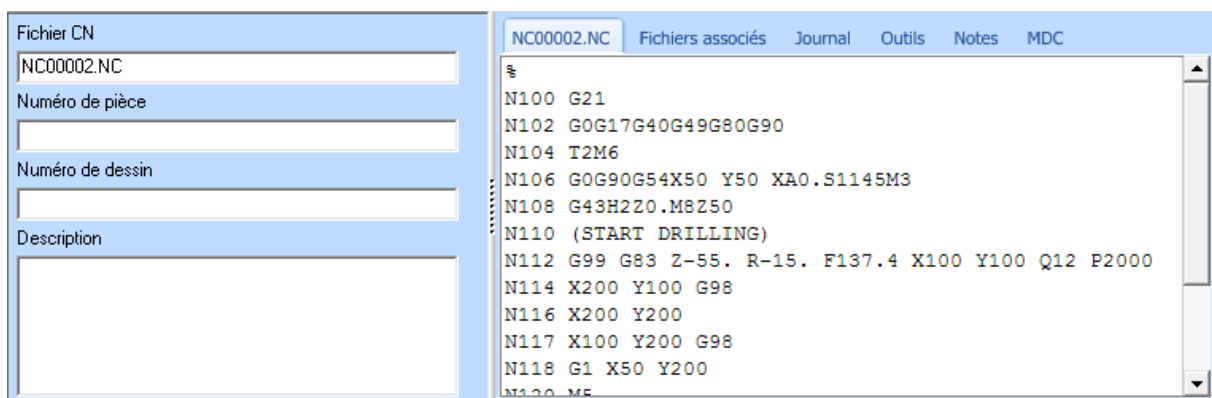 Fichier CN
NC00002.NC
Numéro de pièce
Numéro de dessin
Description
NC00002.NC Fichiers associés Journal Outils Notes MDC
%
N100 G21
N102 G0G17G40G49G80G90
N104 T2M6
N106 G0G90G54X50 Y50 XA0.S1145M3
N108 G43H2Z0.M8Z50
N110 (START DRILLING)
N112 G99 G83 Z-55. R-15. F137.4 X100 Y100 Q12 P2000
N114 X200 Y100 G98
N116 X200 Y200
N117 X100 Y200 G98
N118 G1 X50 Y200
N120 M5